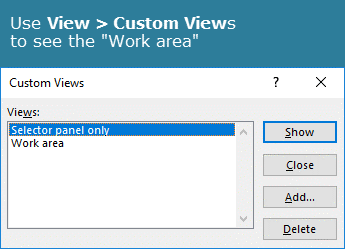 Use View > Custom Views
to see the "Work area"
Custom Views
?
Views:
Selector panel only
Work area
Show
Close
Add...
Delete